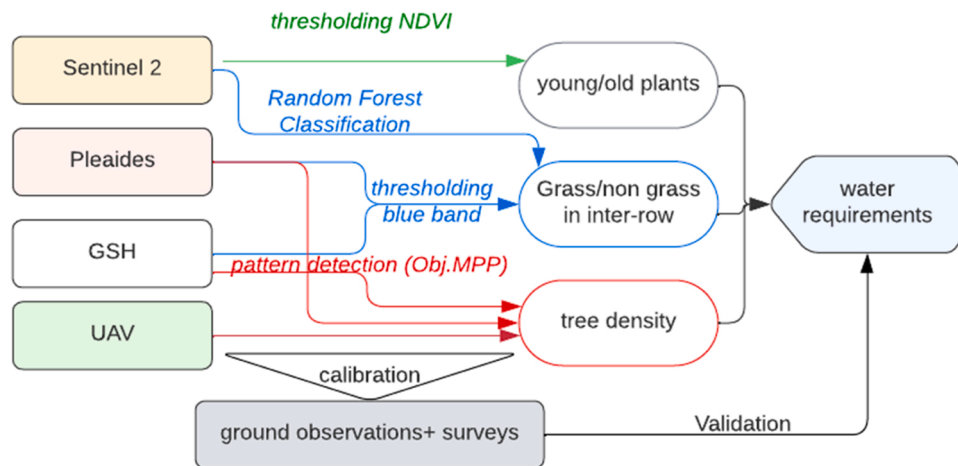 thresholding NDVI
Sentinel 2
young/old plants
Random Forest
Classification
Pleaides
thresholding
blue band
Grass/non grass
in inter-row
water
requirements
GSH
pattern detection (Obj.MPP)
UAV
tree density
calibration
ground observations+ surveys
Validation